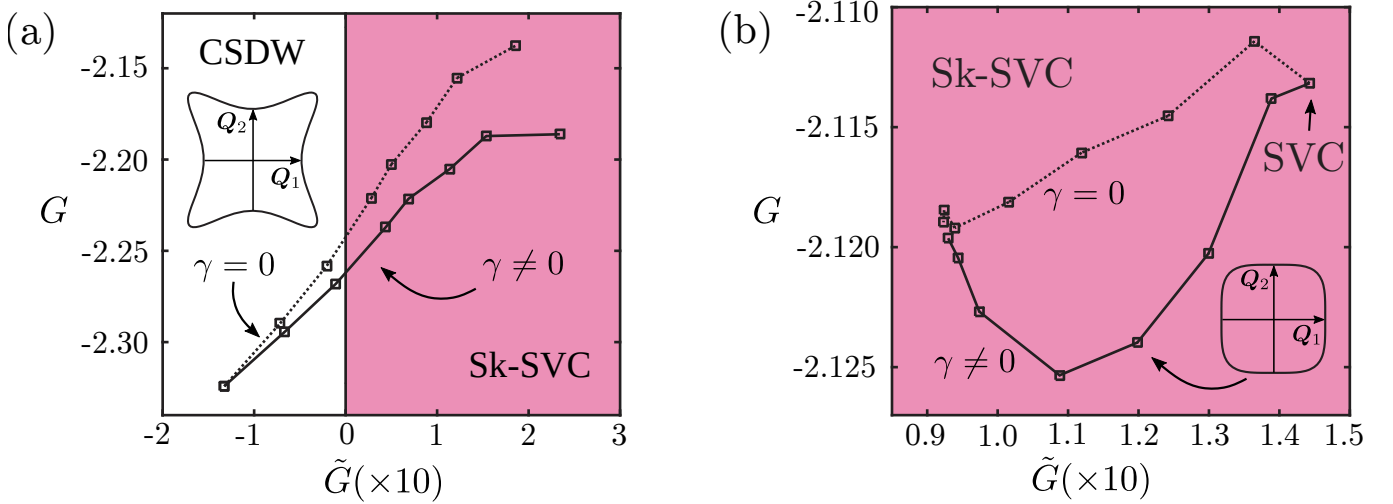 (a)
CSDW
-2.15
-2.20
-2.25
-2.30
G
Q₂
Q₁
γ = 0
γ ≠ 0
Sk-SVC
-2 -1 0 1 2 3
G̃(×10)
(b)
-2.110
-2.115
-2.120
-2.125
G
Sk-SVC
SVC
γ = 0
γ ≠ 0
Q₂
Q₁
0.9 1.0 1.1 1.2 1.3 1.4 1.5
G̃(×10)